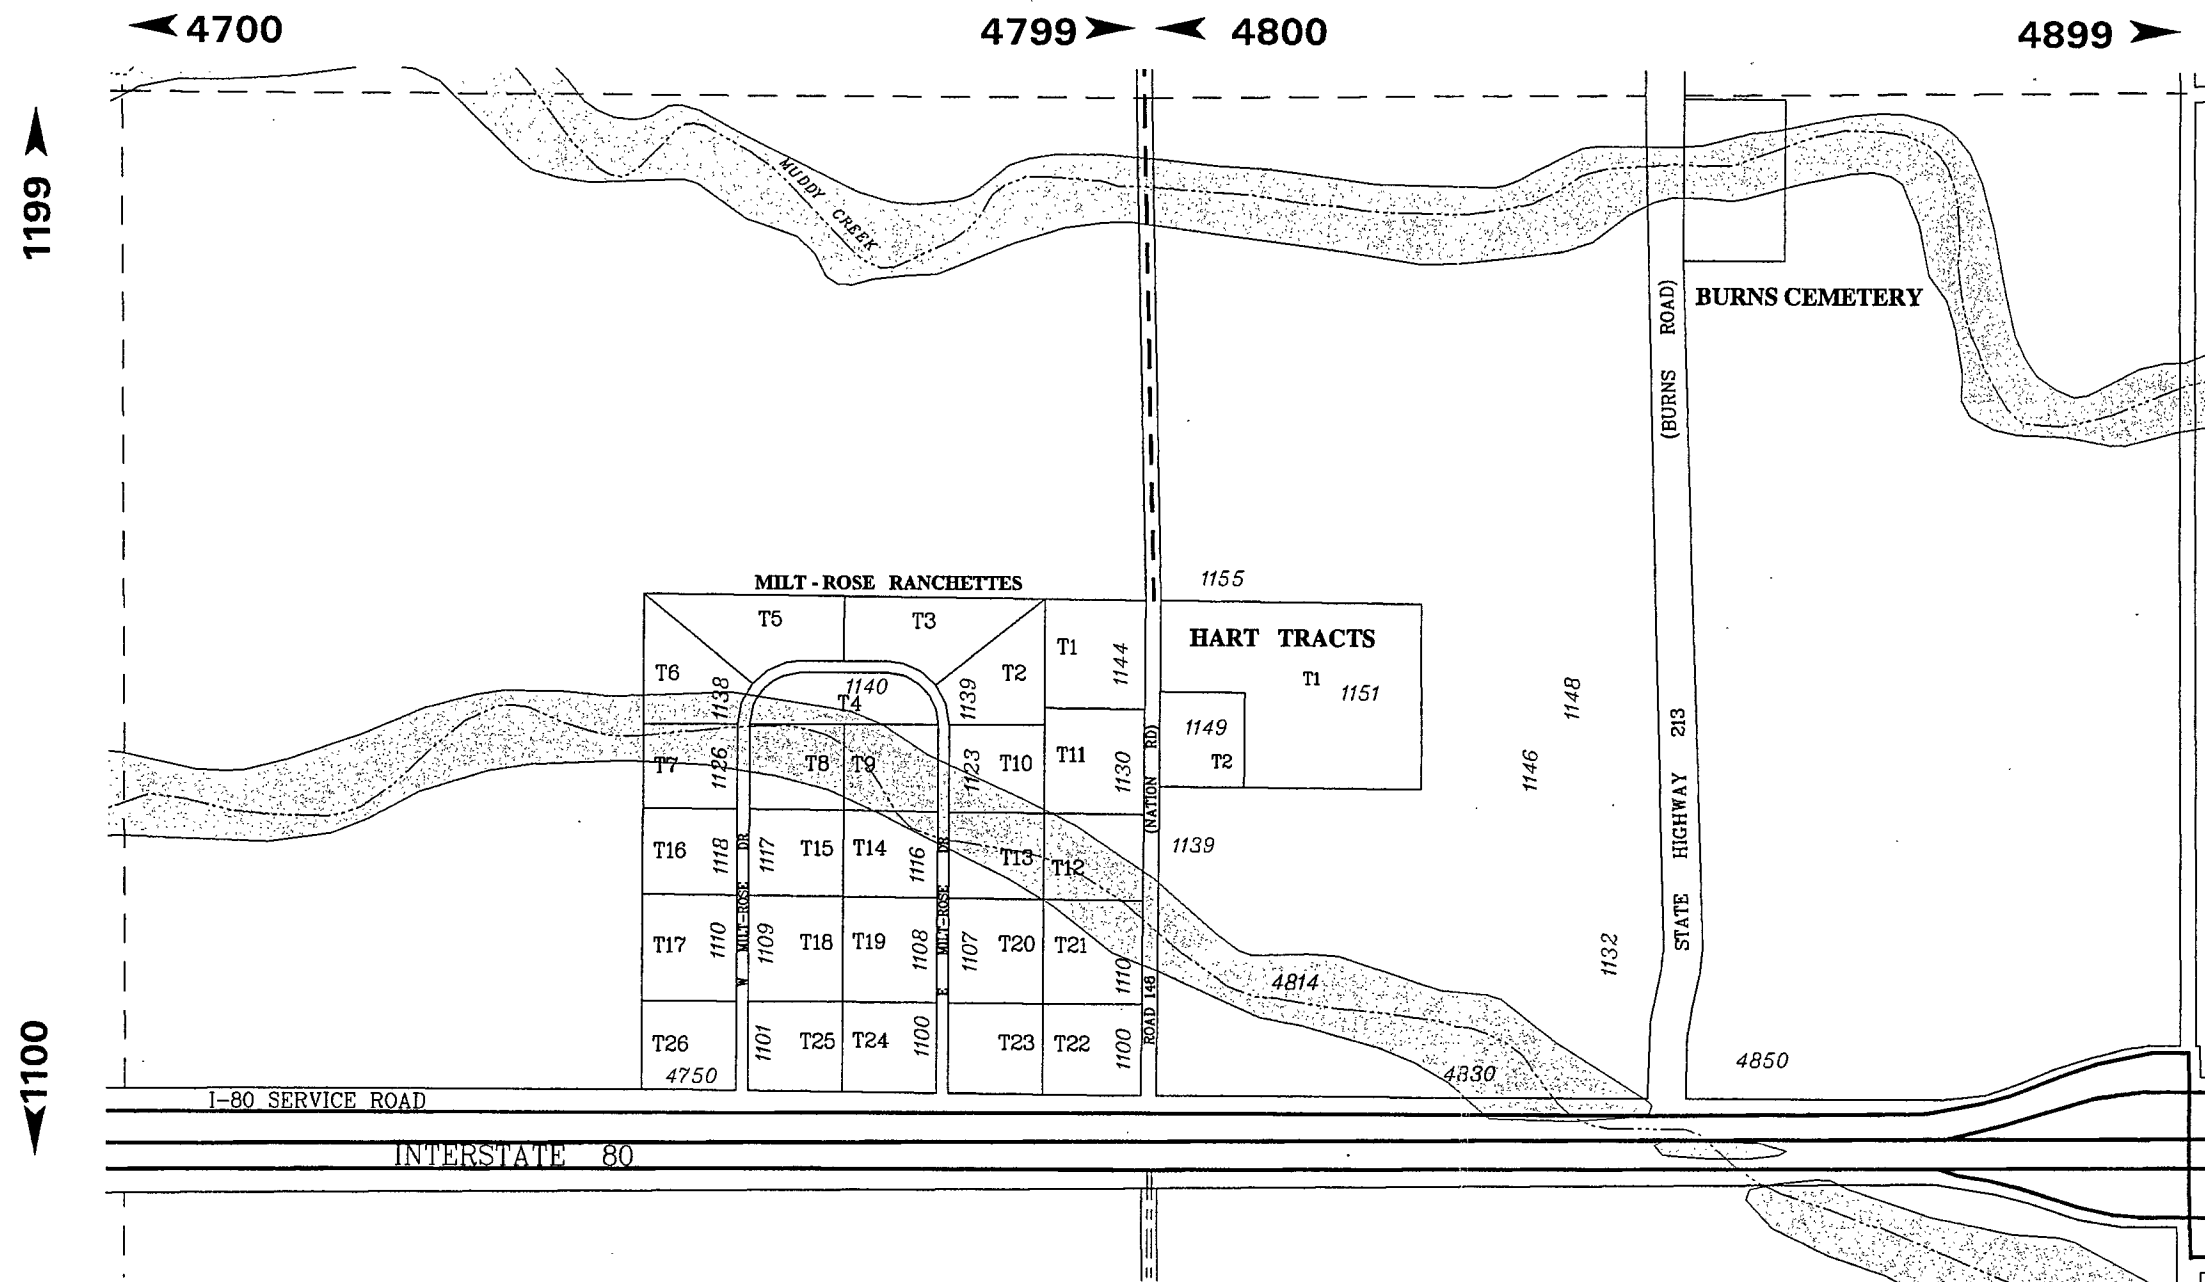 4700
4799
4800
4899
1199
MUDDY CREEK
BURNS CEMETERY
(BURNS ROAD)
1155
MILT-ROSE RANCHETTES
T5
T3
HART TRACTS
T1
1144
T6
T2
T1
1151
1138
1140
1139
1148
T4
STATE HIGHWAY 213
1149
T2
1146
T7
1126
T8
T9
1123
T10
T11
1130
ROAD 148 (NATION RD)
1139
T16
1118
1117
T15
T14
1116
T13
T12
W MILT-ROSE DR
E MILT-ROSE DR
T17
1110
1109
T18
T19
1108
1107
T20
T21
1110
1132
4814
T26
1101
T25
T24
1100
T23
T22
1100
4750
4830
4850
1100
I-80 SERVICE ROAD
INTERSTATE 80